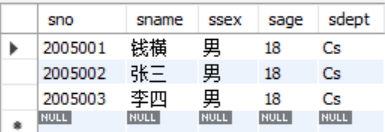 sno sname ssex sage sdept
2005001 钱横 男 18 Cs
2005002 张三 男 18 Cs
2005003 李四 男 18 Cs
NULL NULL NULL NULL NULL